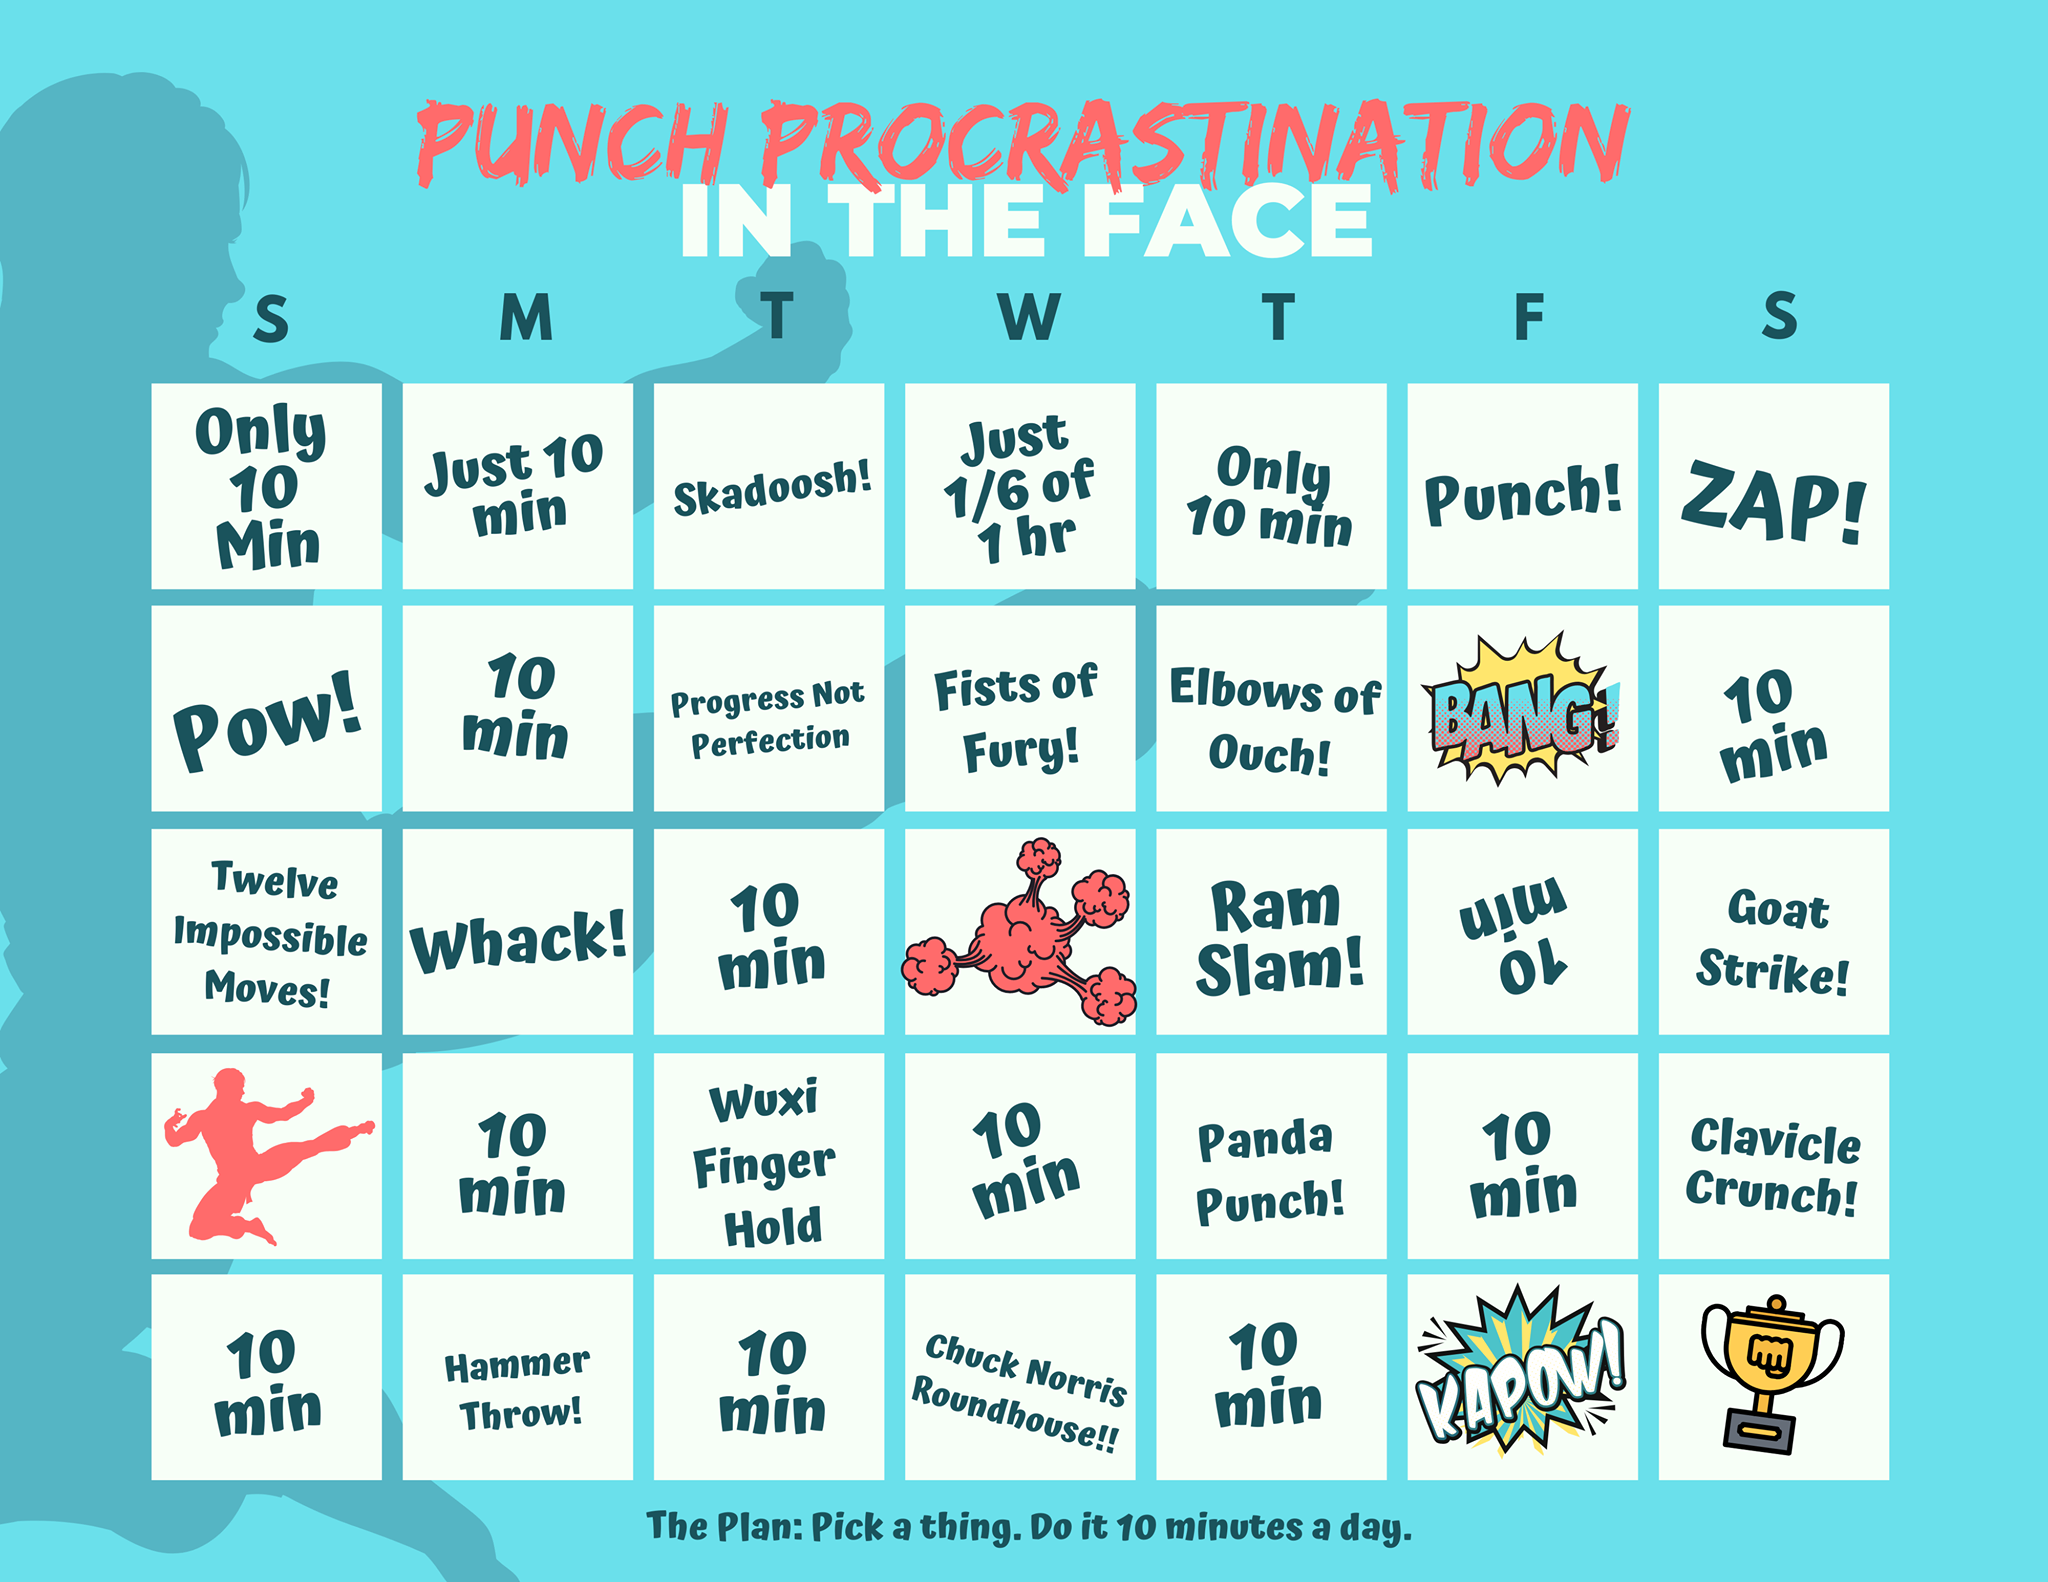 PUNCH PROCRASTINATION
IN THE FACE
S M T W T F S
Only
10
Min
Just 10
min
Skadoosh!
Just
1/6 of
1 hr
Only
10 min
Punch!
ZAP!
Pow!
10
min
Progress Not
Perfection
Fists of
Fury!
Elbows of
Ouch!
BANG!
10
min
Twelve
Impossible
Moves!
Whack!
10
min
Ram
Slam!
10
min
Goat
Strike!
10
min
Wuxi
Finger
Hold
10
min
Panda
Punch!
10
min
Clavicle
Crunch!
10
min
Hammer
Throw!
10
min
Chuck Norris
Roundhouse!!
10
min
KAPOW!
The Plan: Pick a thing. Do it 10 minutes a day.